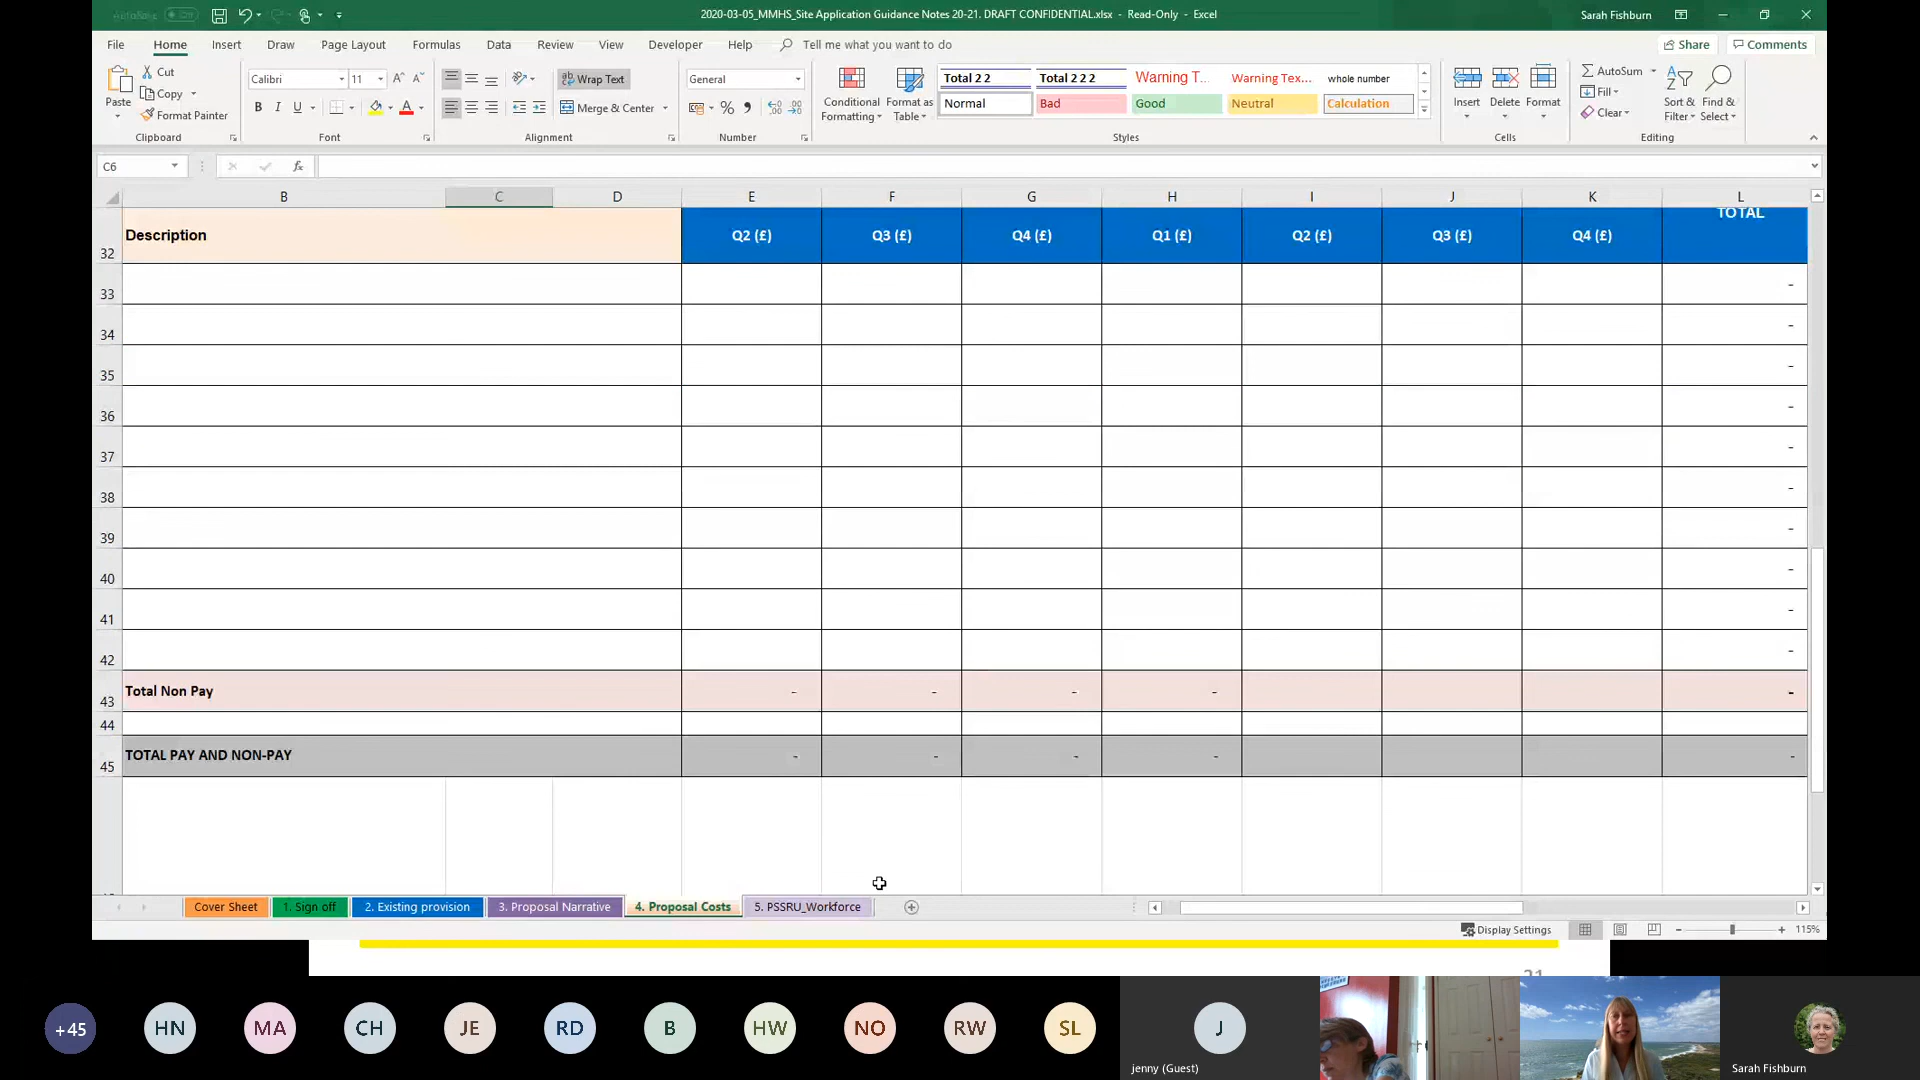 AutoSave Off 2020-03-05_MMHS_Site Application Guidance Notes 20-21. DRAFT CONFIDENTIAL.xlsx - Read-Only - Excel Sarah Fishburn
File Home Insert Draw Page Layout Formulas Data Review View Developer Help Tell me what you want to do Share Comments
Paste Cut Copy Format Painter Clipboard
Calibri 11 B I U A Font
Wrap Text Merge & Center Alignment
General % Number
Conditional Formatting Format as Table
Total 2 2 Total 2 2 2 Warning T... Warning Tex... whole number
Normal Bad Good Neutral Calculation
Styles
Insert Delete Format Cells
AutoSum Fill Clear Sort & Filter Find & Select Editing
C6 fx
B C D E F G H I J K L
32 Description Q2 (£) Q3 (£) Q4 (£) Q1 (£) Q2 (£) Q3 (£) Q4 (£) TOTAL
33 -
34 -
35 -
36 -
37 -
38 -
39 -
40 -
41 -
42 -
43 Total Non Pay - - - - -
44
45 TOTAL PAY AND NON-PAY - - - - -
Cover Sheet 1. Sign off 2. Existing provision 3. Proposal Narrative 4. Proposal Costs 5. PSSRU_Workforce
Display Settings 115%
+45 HN MA CH JE RD B HW NO RW SL J
jenny (Guest) Sarah Fishburn